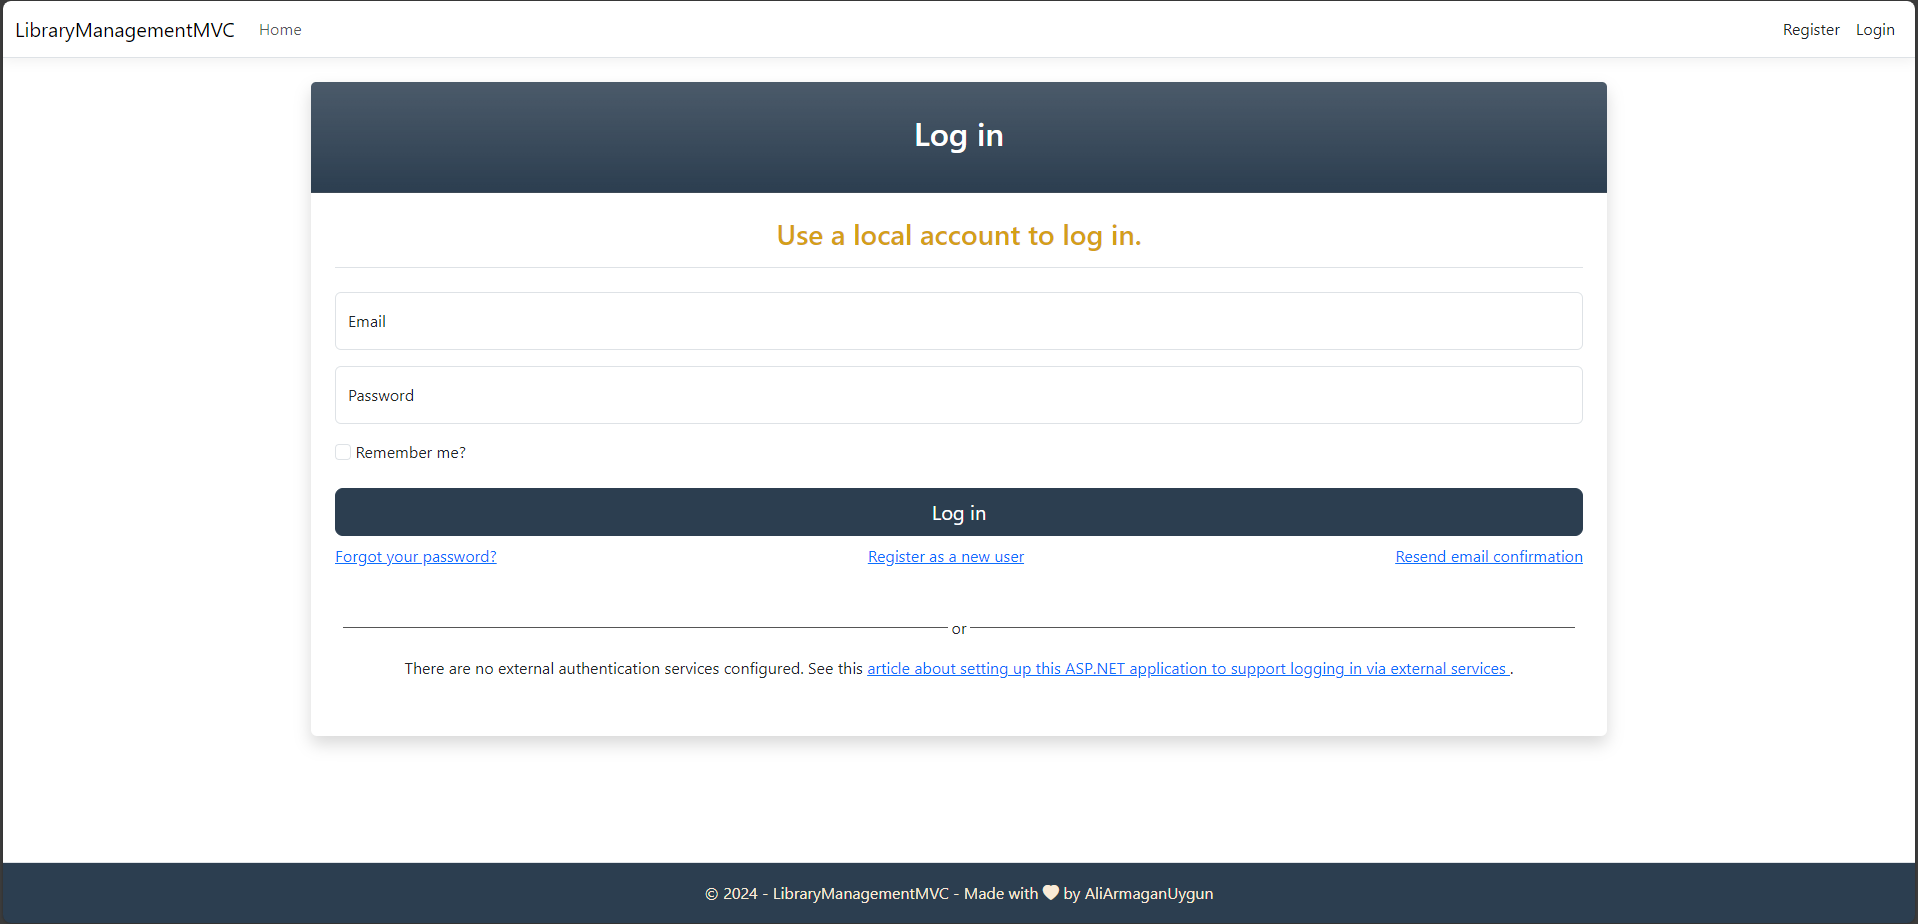 LibraryManagementMVC Home Register Login
Log in
Use a local account to log in.
Email
Password
Remember me?
Log in
Forgot your password? Register as a new user Resend email confirmation
or
There are no external authentication services configured. See this article about setting up this ASP.NET application to support logging in via external services .
© 2024 - LibraryManagementMVC - Made with 🤍 by AliArmaganUygun